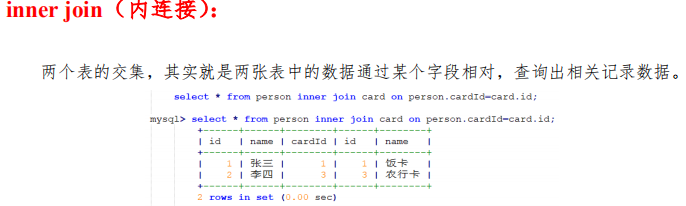 inner join（内连接）：
两个表的交集，其实就是两张表中的数据通过某个字段相对，查询出相关记录数据。
select * from person inner join card on person.cardId=card.id;
mysql> select * from person inner join card on person.cardId=card.id;
+------+------+--------+------+--------+
| id | name | cardId | id | name |
+------+------+--------+------+--------+
| 1 | 张三 | 1 | 1 | 饭卡 |
| 2 | 李四 | 3 | 3 | 农行卡 |
+------+------+--------+------+--------+
2 rows in set (0.00 sec)